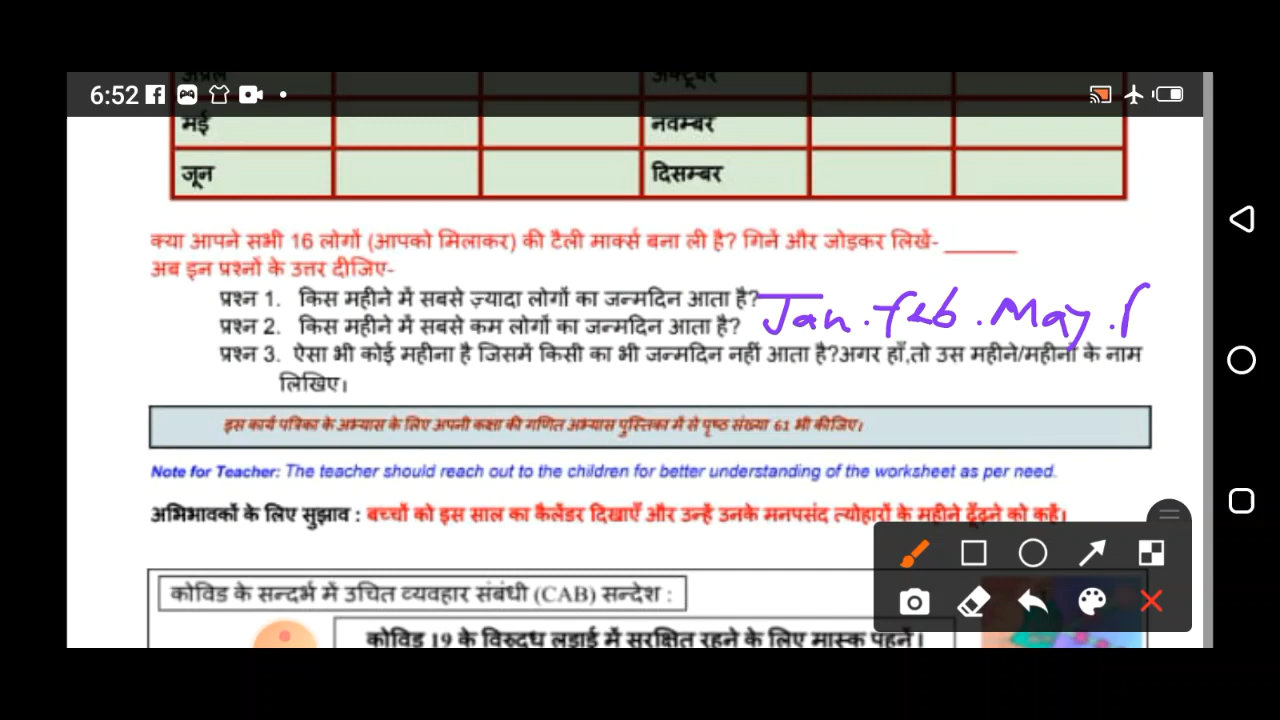 अप्रैल अक्टूबर
6:52
मई नवम्बर
जून दिसम्बर
क्या आपने सभी 16 लोगों (आपको मिलाकर) की टैली मार्क्स बना ली है? गिनें और जोड़कर लिखें- ______
अब इन प्रश्नों के उत्तर दीजिए-
प्रश्न 1. किस महीने में सबसे ज़्यादा लोगों का जन्मदिन आता है?
प्रश्न 2. किस महीने में सबसे कम लोगों का जन्मदिन आता है? Jan. feb. May.
प्रश्न 3. ऐसा भी कोई महीना है जिसमें किसी का भी जन्मदिन नहीं आता है?अगर हाँ,तो उस महीने/महीनों के नाम
लिखिए।
इस कार्य पत्रिका के अभ्यास के लिए अपनी कक्षा की गणित अभ्यास पुस्तिका में से पृष्ठ संख्या 61 भी कीजिए।
Note for Teacher: The teacher should reach out to the children for better understanding of the worksheet as per need.
अभिभावकों के लिए सुझाव : बच्चों को इस साल का कैलेंडर दिखाएँ और उन्हें उनके मनपसंद त्योहारों के महीने ढूँढ़ने को कहें।
कोविड के सन्दर्भ में उचित व्यवहार संबंधी (CAB) सन्देश :
कोविड 19 के विरुद्ध लड़ाई में सुरक्षित रहने के लिए मास्क पहनें।